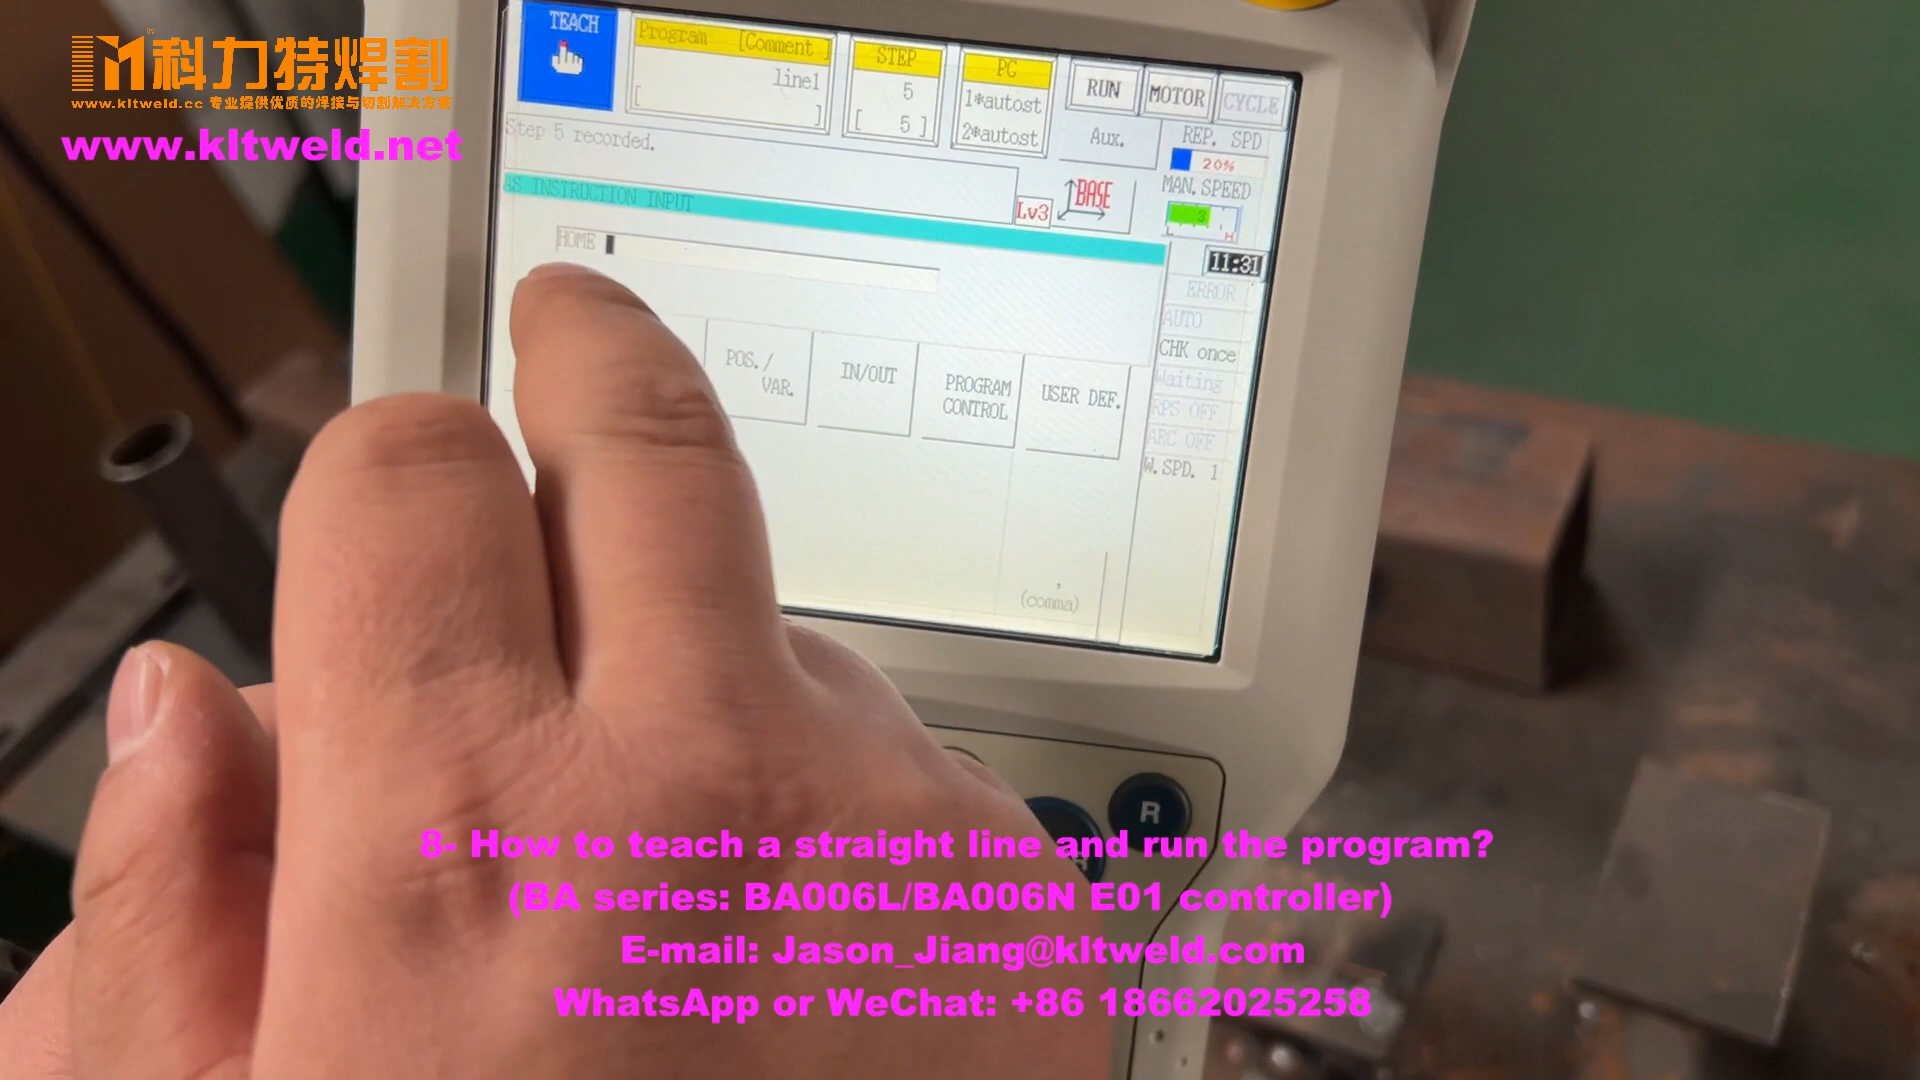 科力特焊割
www.kltweld.cc 专业提供优质的焊接与切割解决方案
www.kltweld.net
TEACH
Program [Comment ]
line1
[ ]
STEP
5
[ 5 ]
PC
1*autost
2*autost
RUN
MOTOR
CYCLE
Aux.
REP. SPD
20%
Step 5 recorded.
MAN.SPEED
3
H
Lv3
BASE
AS INSTRUCTION INPUT
HOME
11:31
ERROR
AUTO
CHK once
Waiting
RPS OFF
ARC OFF
W.SPD. 1
POS./
VAR.
IN/OUT
PROGRAM
CONTROL
USER DEF.
,
(comma)
R
8- How to teach a straight line and run the program?
(BA series: BA006L/BA006N E01 controller)
E-mail: Jason_Jiang@kltweld.com
WhatsApp or WeChat: +86 18662025258